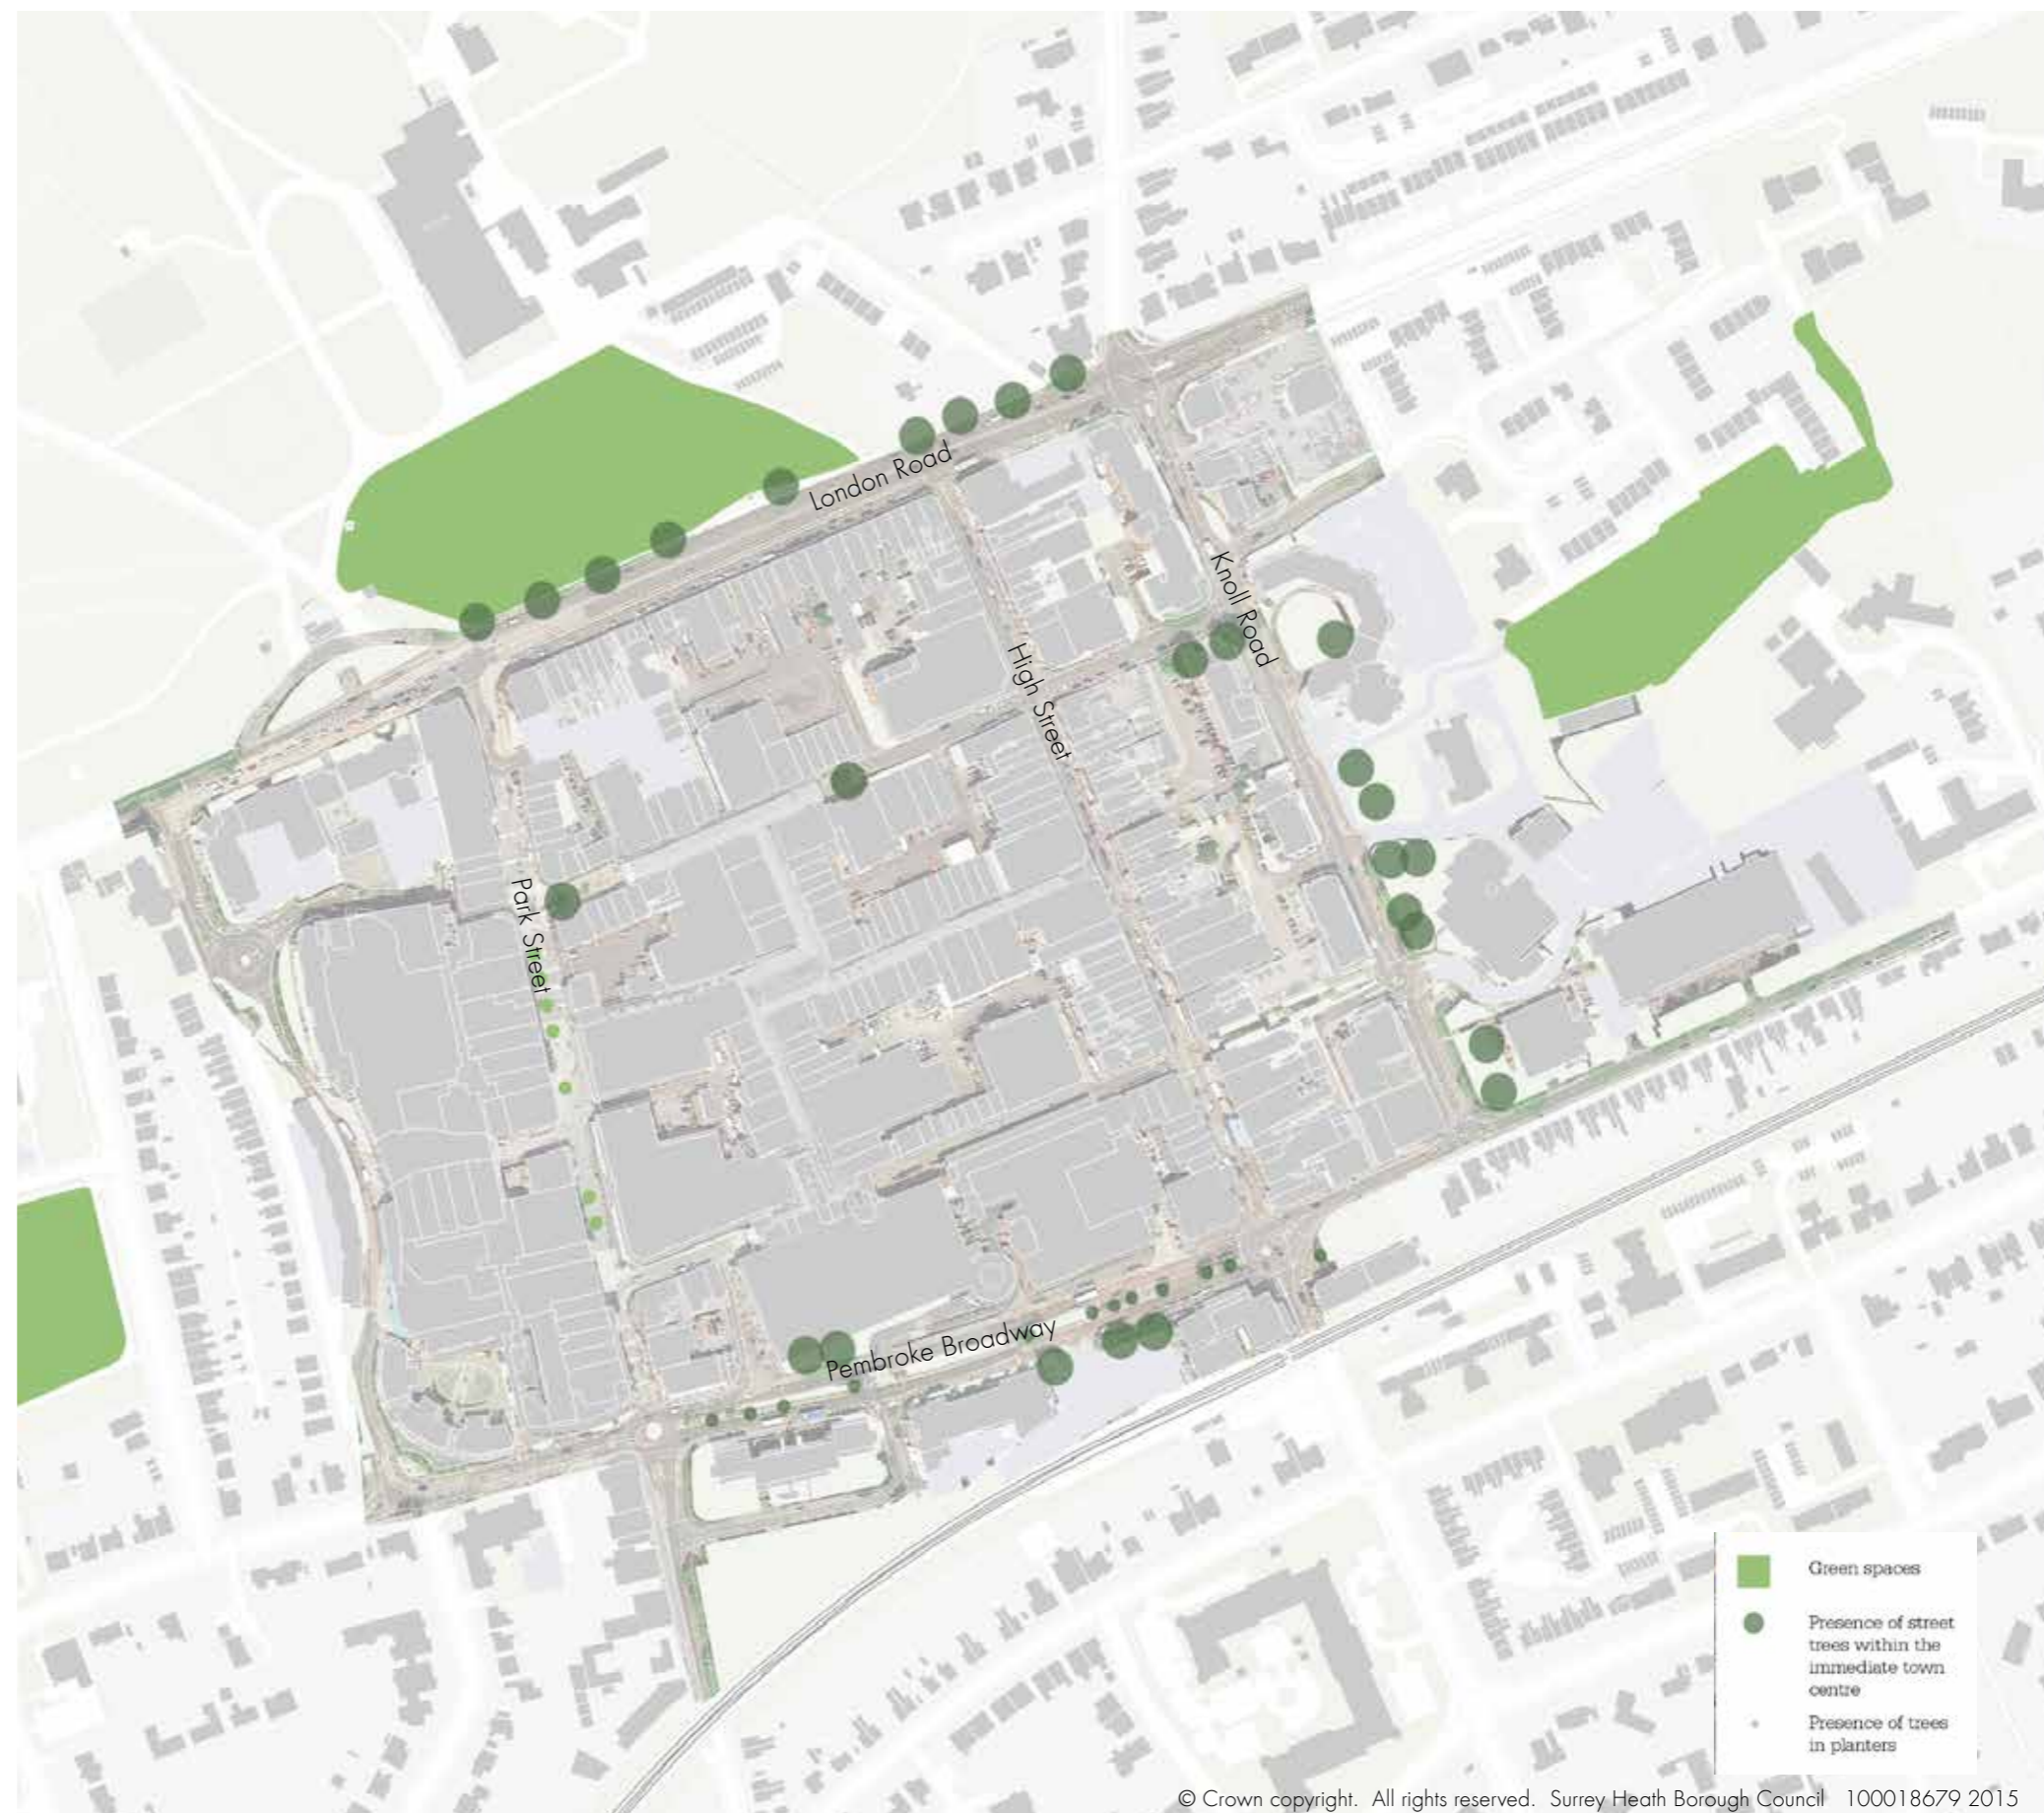 London Road
Knoll Road
High Street
Park Street
Pembroke Broadway
Green spaces
Presence of street
trees within the
immediate town
centre
Presence of trees
in planters
© Crown copyright. All rights reserved. Surrey Heath Borough Council 100018679 2015